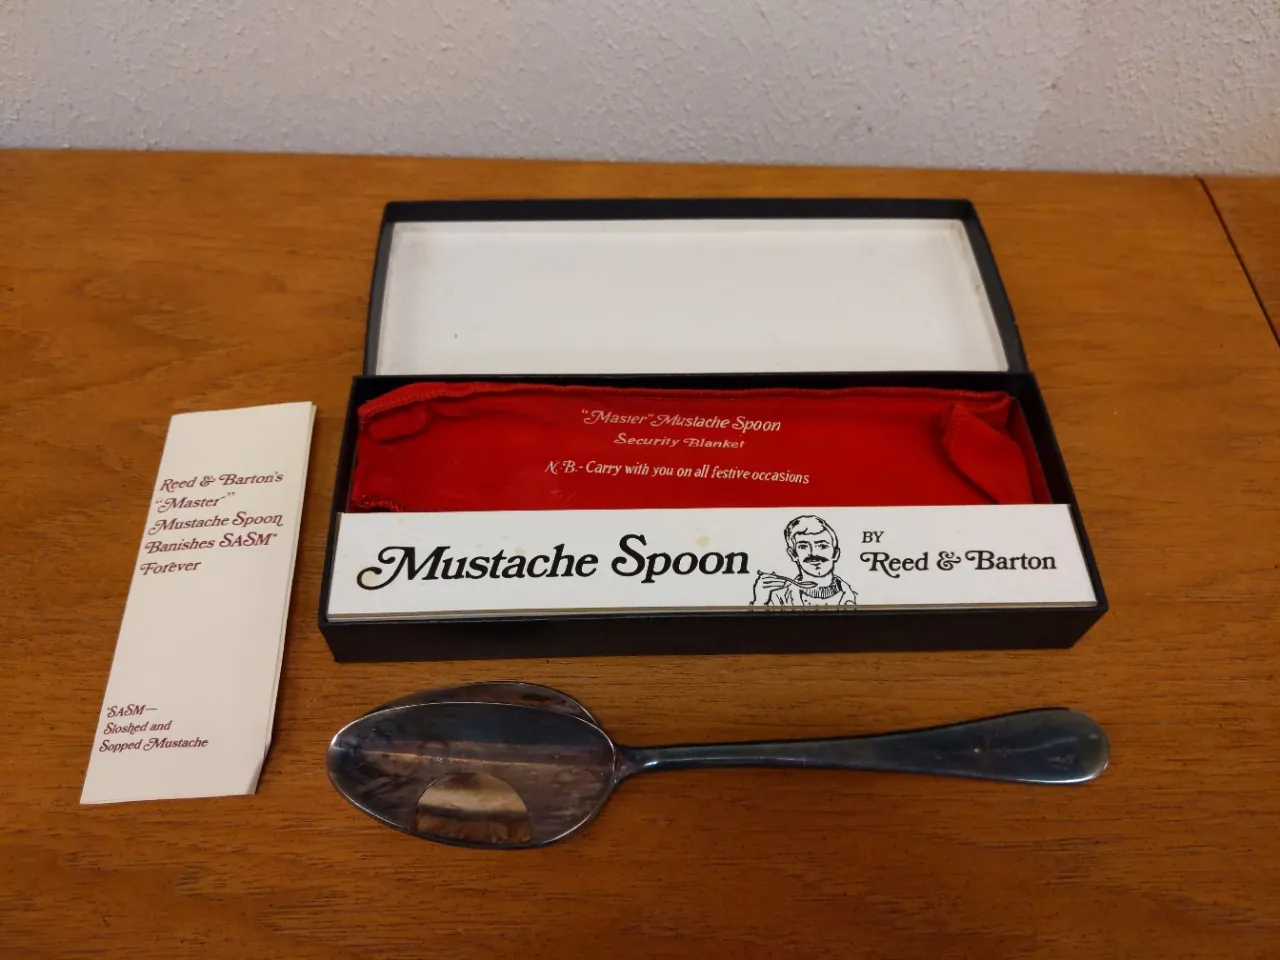 "Master" Mustache Spoon
Security Blanket
N.B.- Carry with you on all festive occasions
Mustache Spoon
BY
Reed & Barton
Reed & Barton's
"Master"
Mustache Spoon
Banishes SASM*
Forever
*SASM—
Sloshed and
Sopped Mustache